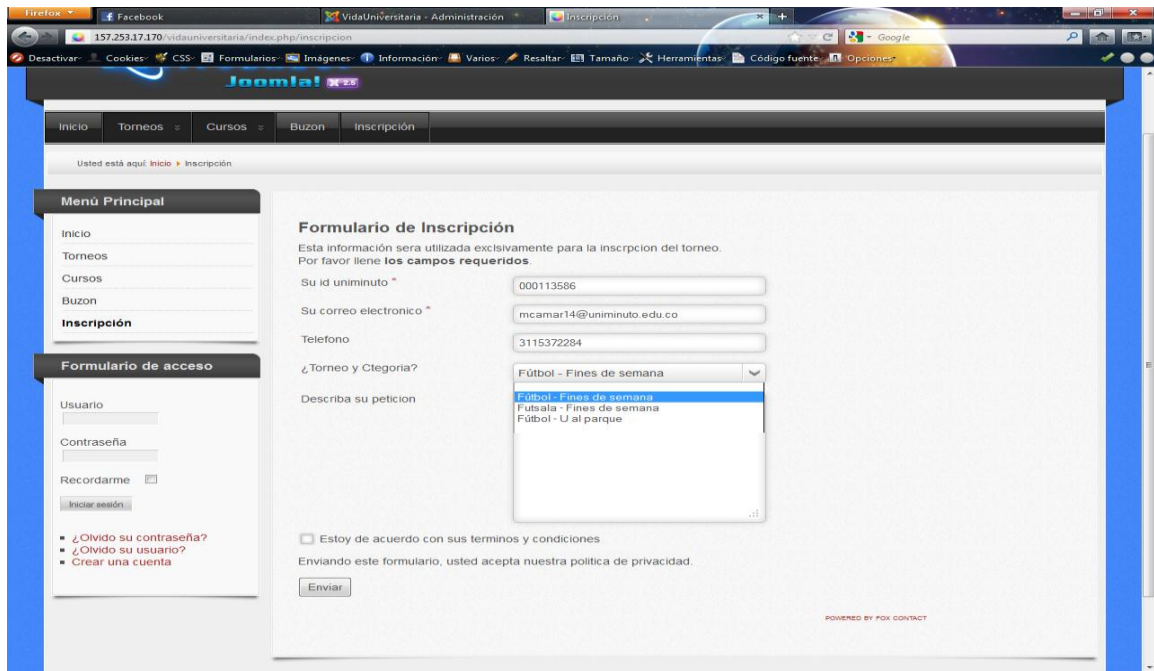 Firefox
Facebook
VidaUniversitaria - Administración
Inscripción
157.253.17.170/vidauniversitaria/index.php/inscripcion
Google
Desactivar Cookies CSS Formularios Imágenes Información Varios Resaltar Tamaño Herramientas Código fuente Opciones
Joomla! 2.5
Inicio Torneos Cursos Buzon Inscripción
Usted está aquí: Inicio Inscripción
Menú Principal
Inicio
Torneos
Cursos
Buzon
Inscripción
Formulario de acceso
Usuario
Contraseña
Recordarme
Iniciar sesión
¿Olvido su contraseña?
¿Olvido su usuario?
Crear una cuenta
Formulario de Inscripción
Esta información sera utilizada exclsivamente para la inscrpcion del torneo.
Por favor llene los campos requeridos.
Su id uniminuto * 000113586
Su correo electronico * mcamar14@uniminuto.edu.co
Telefono 3115372284
¿Torneo y Ctegoria? Fútbol - Fines de semana
Describa su peticion
Fútbol - Fines de semana
Futsala - Fines de semana
Fútbol - U al parque
Estoy de acuerdo con sus terminos y condiciones
Enviando este formulario, usted acepta nuestra politica de privacidad.
Enviar
POWERED BY FOX CONTACT